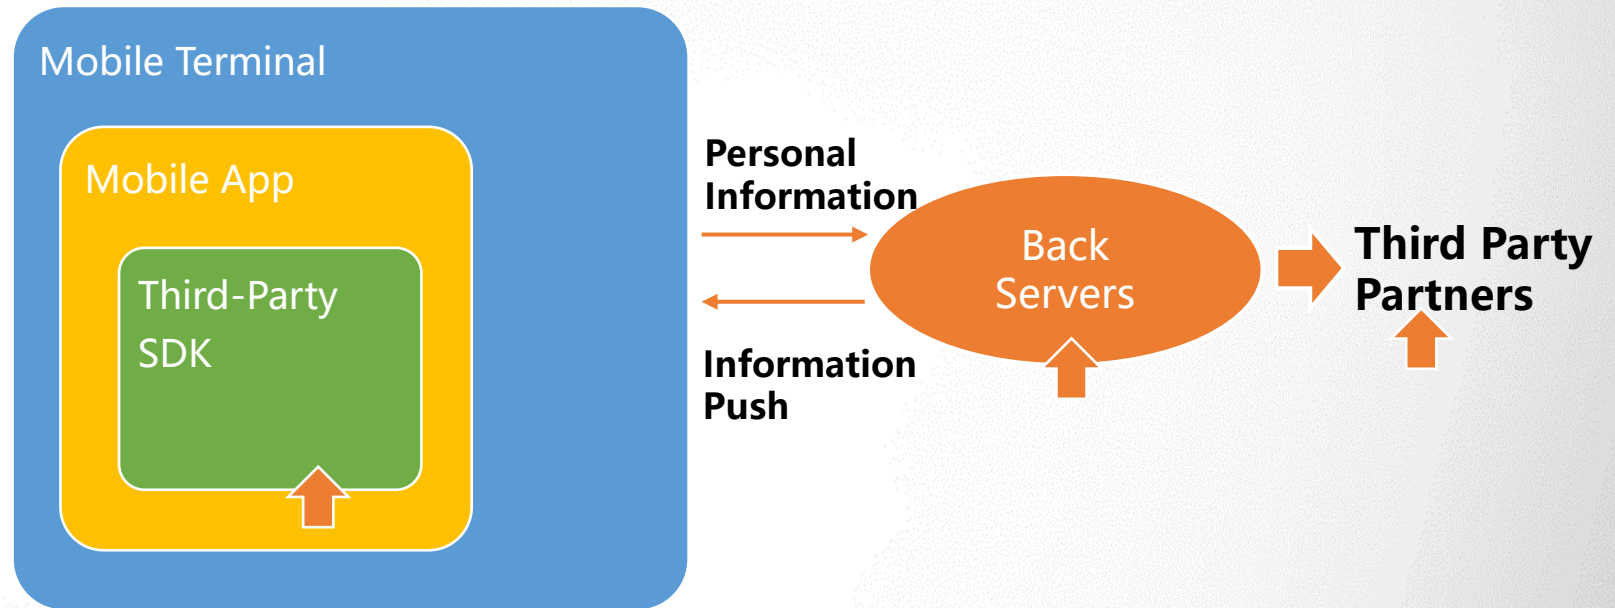 Mobile Terminal
Mobile App
Third-Party
SDK
Personal
Information
Information
Push
Back
Servers
Third Party
Partners